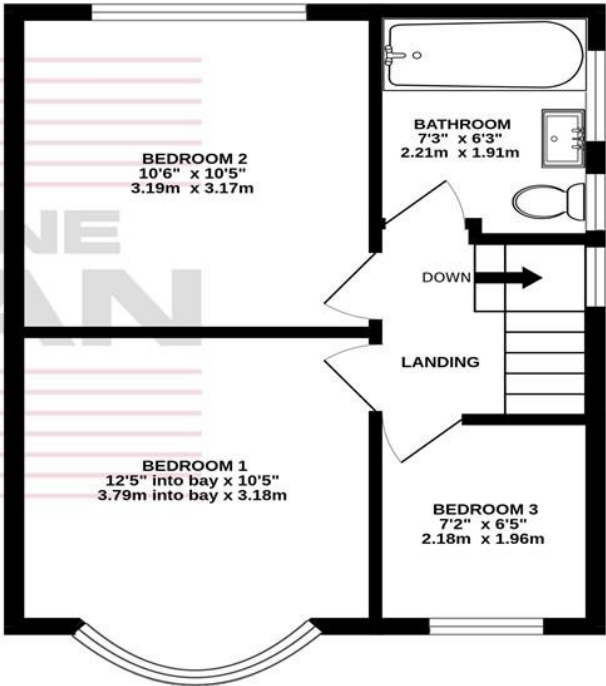 BATHROOM
7'3" x 6'3"
2.21m x 1.91m
BEDROOM 2
10'6" x 10'5"
3.19m x 3.17m
NE
AN
DOWN
LANDING
BEDROOM 1
12'5" into bay x 10'5"
3.79m into bay x 3.18m
BEDROOM 3
7'2" x 6'5"
2.18m x 1.96m